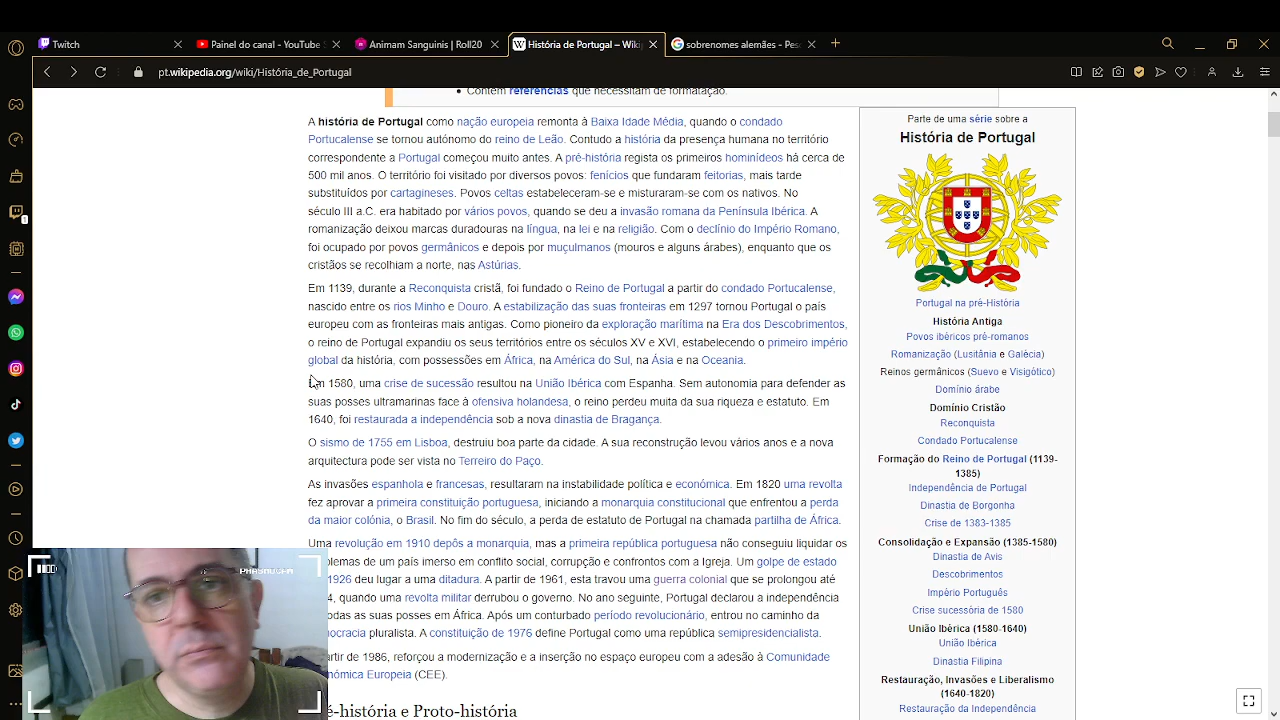 Twitch
Painel do canal - YouTube S
Animam Sanguinis | Roll20
História de Portugal – Wiki
sobrenomes alemães - Pesq
pt.wikipedia.org/wiki/História_de_Portugal
• Contém referências que necessitam de formatação.
A história de Portugal como nação europeia remonta à Baixa Idade Média, quando o condado
Portucalense se tornou autónomo do reino de Leão. Contudo a história da presença humana no território
correspondente a Portugal começou muito antes. A pré-história regista os primeiros hominídeos há cerca de
500 mil anos. O território foi visitado por diversos povos: fenícios que fundaram feitorias, mais tarde
substituídos por cartagineses. Povos celtas estabeleceram-se e misturaram-se com os nativos. No
século III a.C. era habitado por vários povos, quando se deu a invasão romana da Península Ibérica. A
romanização deixou marcas duradouras na língua, na lei e na religião. Com o declínio do Império Romano,
foi ocupado por povos germânicos e depois por muçulmanos (mouros e alguns árabes), enquanto que os
cristãos se recolhiam a norte, nas Astúrias.
Em 1139, durante a Reconquista cristã, foi fundado o Reino de Portugal a partir do condado Portucalense,
nascido entre os rios Minho e Douro. A estabilização das suas fronteiras em 1297 tornou Portugal o país
europeu com as fronteiras mais antigas. Como pioneiro da exploração marítima na Era dos Descobrimentos,
o reino de Portugal expandiu os seus territórios entre os séculos XV e XVI, estabelecendo o primeiro império
global da história, com possessões em África, na América do Sul, na Ásia e na Oceania.
Em 1580, uma crise de sucessão resultou na União Ibérica com Espanha. Sem autonomia para defender as
suas posses ultramarinas face à ofensiva holandesa, o reino perdeu muita da sua riqueza e estatuto. Em
1640, foi restaurada a independência sob a nova dinastia de Bragança.
O sismo de 1755 em Lisboa, destruiu boa parte da cidade. A sua reconstrução levou vários anos e a nova
arquitetura pode ser vista no Terreiro do Paço.
As invasões espanhola e francesas, resultaram na instabilidade política e económica. Em 1820 uma revolta
fez aprovar a primeira constituição portuguesa, iniciando a monarquia constitucional que enfrentou a perda
da maior colónia, o Brasil. No fim do século, a perda de estatuto de Portugal na chamada partilha de África.
Uma revolução em 1910 depôs a monarquia, mas a primeira república portuguesa não conseguiu liquidar os
oblemas de um país imerso em conflito social, corrupção e confrontos com a Igreja. Um golpe de estado
1926 deu lugar a uma ditadura. A partir de 1961, esta travou uma guerra colonial que se prolongou até
4, quando uma revolta militar derrubou o governo. No ano seguinte, Portugal declarou a independência
odas as suas posses em África. Após um conturbado período revolucionário, entrou no caminho da
ocracia pluralista. A constituição de 1976 define Portugal como uma república semipresidencialista.
artir de 1986, reforçou a modernização e a inserção no espaço europeu com a adesão à Comunidade
nómica Europeia (CEE).
é-história e Proto-história
Parte de uma série sobre a
História de Portugal
Portugal na pré-História
História Antiga
Povos ibéricos pré-romanos
Romanização (Lusitânia e Galécia)
Reinos germânicos (Suevo e Visigótico)
Domínio árabe
Domínio Cristão
Reconquista
Condado Portucalense
Formação do Reino de Portugal (1139-
1385)
Independência de Portugal
Dinastia de Borgonha
Crise de 1383-1385
Consolidação e Expansão (1385-1580)
Dinastia de Avis
Descobrimentos
Império Português
Crise sucessória de 1580
União Ibérica (1580-1640)
União Ibérica
Dinastia Filipina
Restauração, Invasões e Liberalismo
(1640-1820)
Restauração da Independência